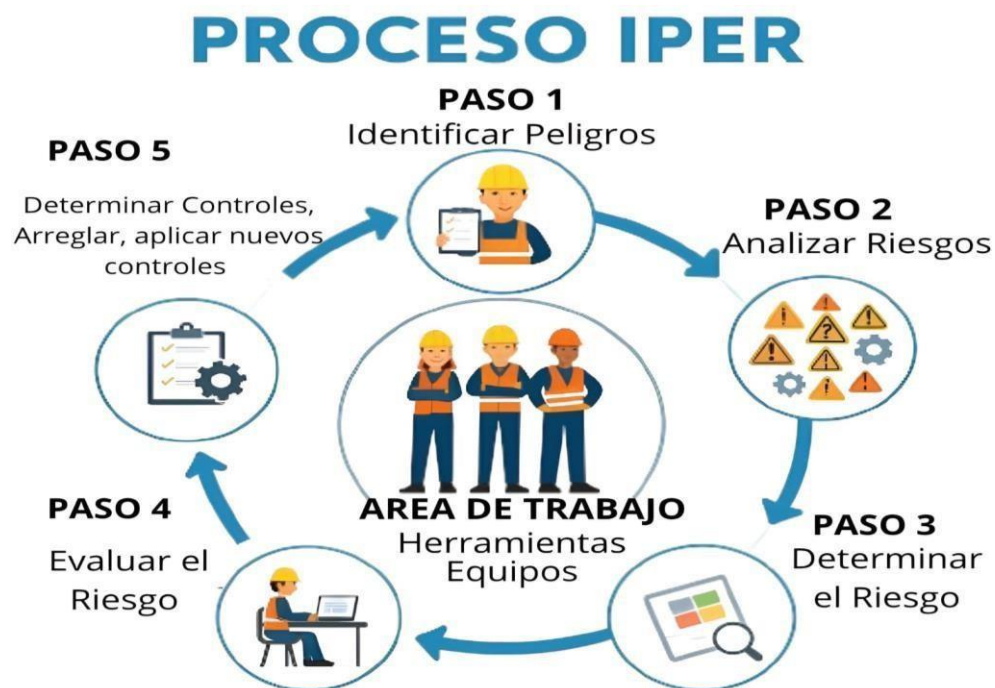 PROCESO IPER
PASO 1
Identificar Peligros
PASO 2
Analizar Riesgos
PASO 3
Determinar
el Riesgo
PASO 4
Evaluar el
Riesgo
PASO 5
Determinar Controles,
Arreglar, aplicar nuevos
controles
AREA DE TRABAJO
Herramientas
Equipos